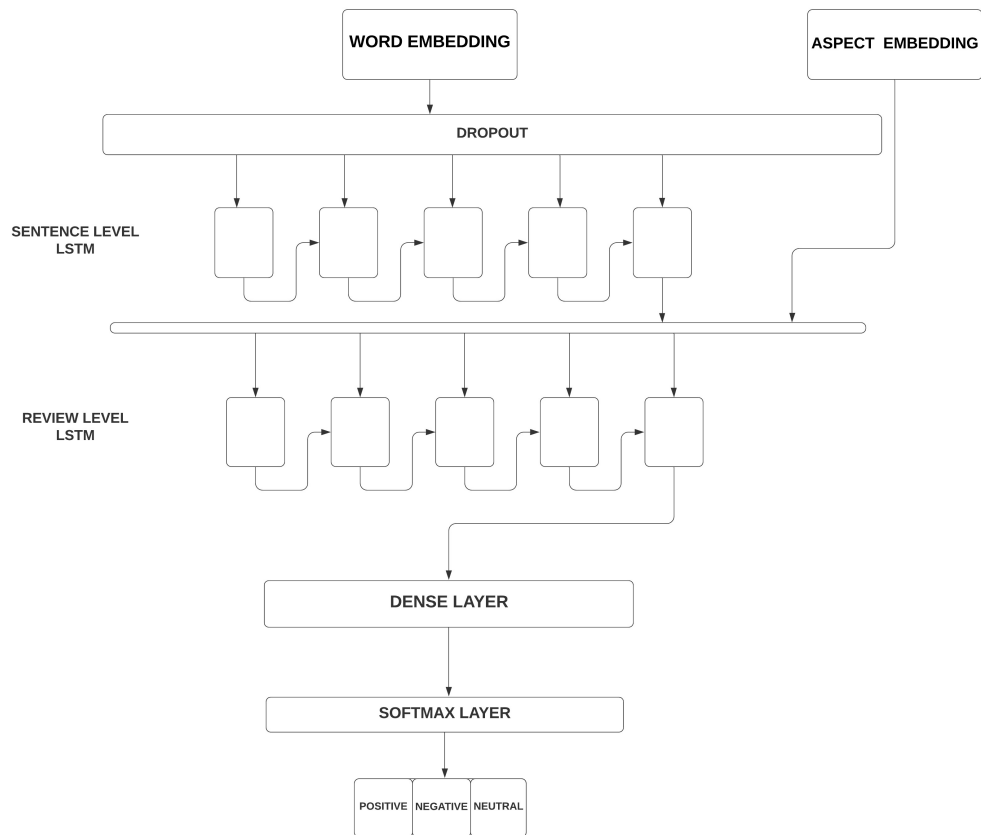 WORD EMBEDDING
ASPECT EMBEDDING
DROPOUT
SENTENCE LEVEL
LSTM
REVIEW LEVEL
LSTM
DENSE LAYER
SOFTMAX LAYER
POSITIVE
NEGATIVE
NEUTRAL